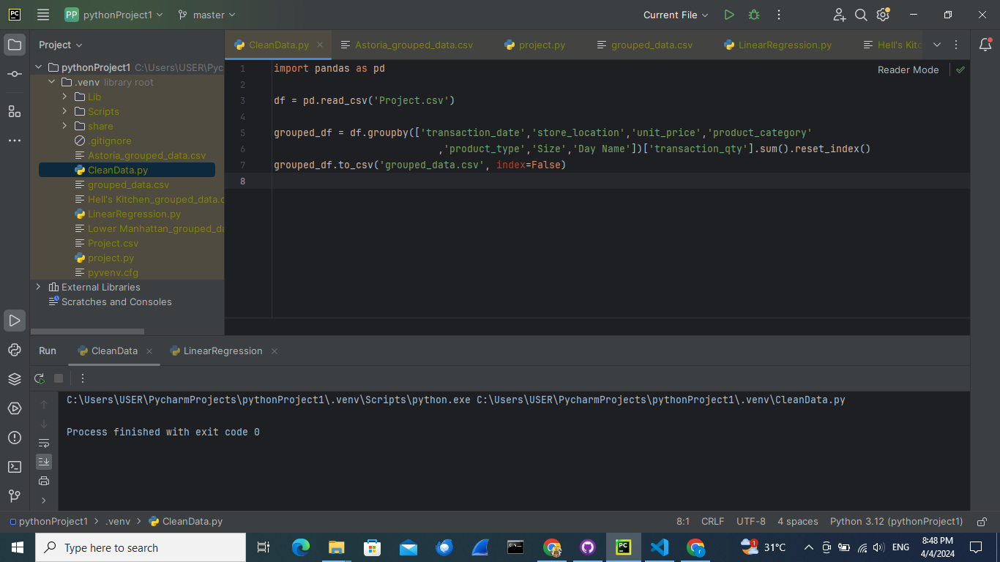 PC
PP pythonProject1
master
Current File
Project
CleanData.py
Astoria_grouped_data.csv
project.py
grouped_data.csv
LinearRegression.py
Hell's Kitc
pythonProject1 C:\Users\USER\Pyc
.venv library root
Lib
Scripts
share
.gitignore
Astoria_grouped_data.csv
CleanData.py
grouped_data.csv
Hell's Kitchen_grouped_data.c
LinearRegression.py
Lower Manhattan_grouped_da
Project.csv
project.py
pyvenv.cfg
External Libraries
Scratches and Consoles
Reader Mode
1 import pandas as pd
2
3 df = pd.read_csv('Project.csv')
4
5 grouped_df = df.groupby(['transaction_date','store_location','unit_price','product_category'
6 ,'product_type','Size','Day Name'])['transaction_qty'].sum().reset_index()
7 grouped_df.to_csv('grouped_data.csv', index=False)
8
Run
CleanData
LinearRegression
C:\Users\USER\PycharmProjects\pythonProject1\.venv\Scripts\python.exe C:\Users\USER\PycharmProjects\pythonProject1\.venv\CleanData.py
Process finished with exit code 0
pythonProject1 > .venv > CleanData.py
8:1 CRLF UTF-8 4 spaces Python 3.12 (pythonProject1)
Type here to search
PC
1
31°C
ENG
8:48 PM
4/4/2024